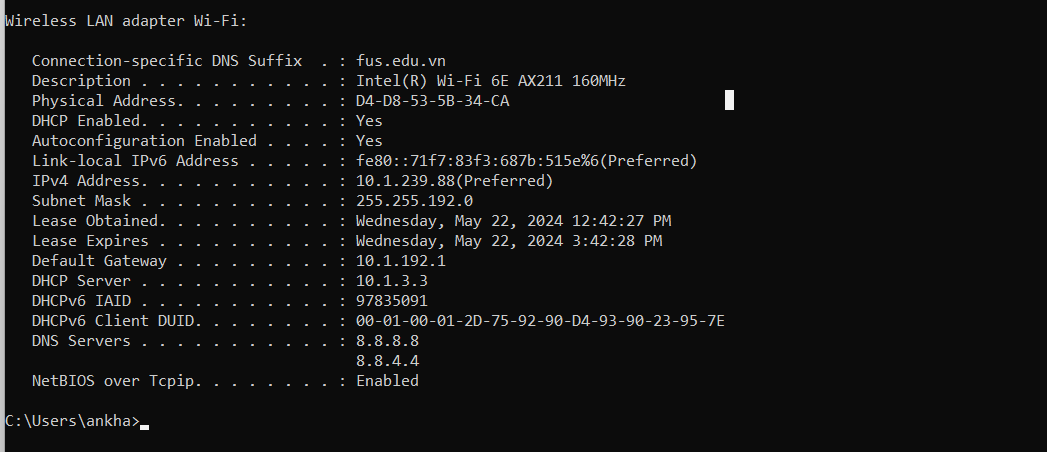 Wireless LAN adapter Wi-Fi:
Connection-specific DNS Suffix  . : fus.edu.vn
Description . . . . . . . . . . . : Intel(R) Wi-Fi 6E AX211 160MHz
Physical Address. . . . . . . . . : D4-D8-53-5B-34-CA
DHCP Enabled. . . . . . . . . . . : Yes
Autoconfiguration Enabled . . . . : Yes
Link-local IPv6 Address . . . . . : fe80::71f7:83f3:687b:515e%6(Preferred)
IPv4 Address. . . . . . . . . . . : 10.1.239.88(Preferred)
Subnet Mask . . . . . . . . . . . : 255.255.192.0
Lease Obtained. . . . . . . . . . : Wednesday, May 22, 2024 12:42:27 PM
Lease Expires . . . . . . . . . . : Wednesday, May 22, 2024 3:42:28 PM
Default Gateway . . . . . . . . . : 10.1.192.1
DHCP Server . . . . . . . . . . . : 10.1.3.3
DHCPv6 IAID . . . . . . . . . . . : 97835091
DHCPv6 Client DUID. . . . . . . . : 00-01-00-01-2D-75-92-90-D4-93-90-23-95-7E
DNS Servers . . . . . . . . . . . : 8.8.8.8
8.8.4.4
NetBIOS over Tcpip. . . . . . . . : Enabled
C:\Users\ankha>